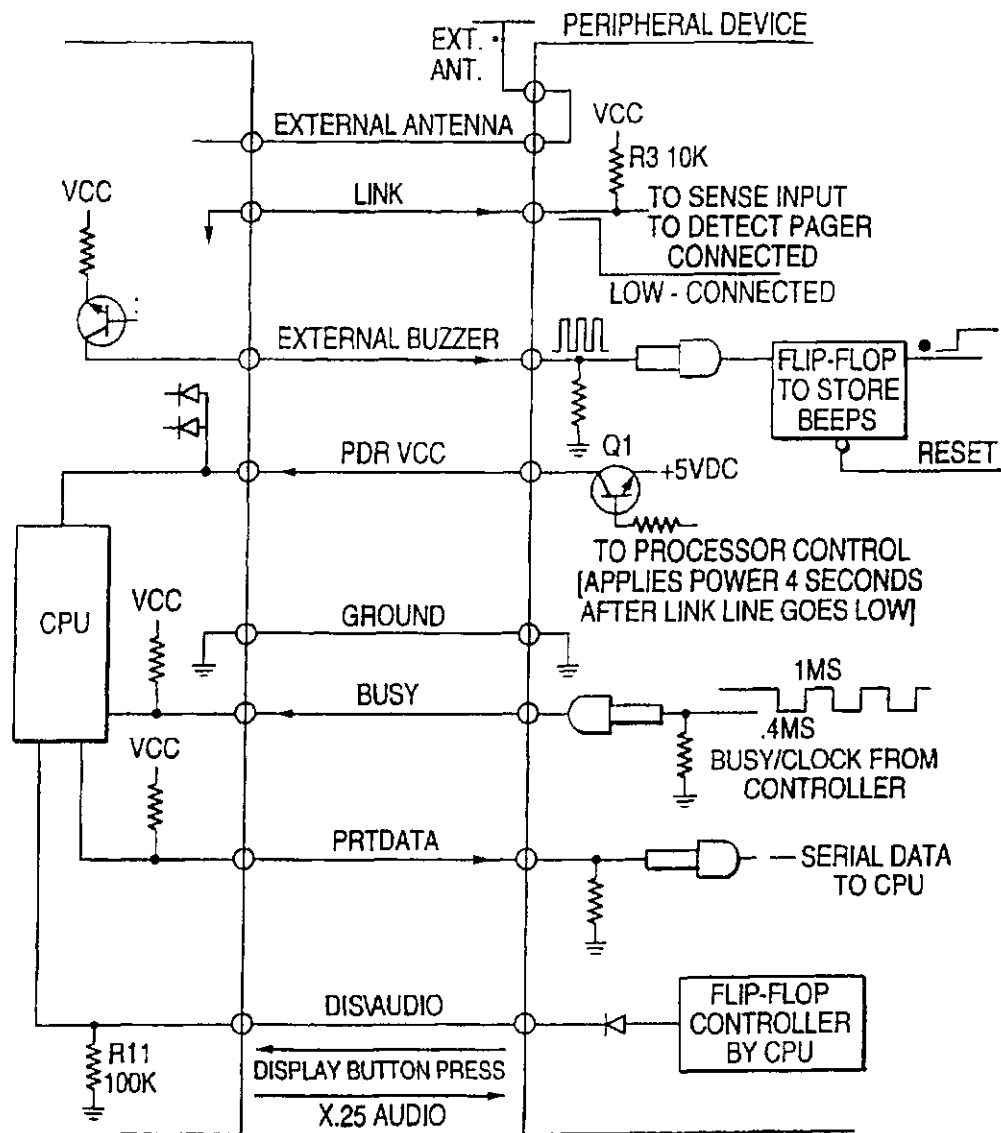 PERIPHERAL DEVICE
EXT.
ANT.
EXTERNAL ANTENNA
VCC
R3 10K
VCC
LINK
TO SENSE INPUT
TO DETECT PAGER
CONNECTED
LOW - CONNECTED
EXTERNAL BUZZER
FLIP-FLOP
TO STORE
BEEPS
RESET
PDR VCC
Q1
+5VDC
TO PROCESSOR CONTROL
[APPLIES POWER 4 SECONDS
AFTER LINK LINE GOES LOW]
CPU
VCC
GROUND
BUSY
1MS
.4MS
BUSY/CLOCK FROM
CONTROLLER
VCC
PRTDATA
SERIAL DATA
TO CPU
DIS\AUDIO
FLIP-FLOP
CONTROLLER
BY CPU
R11
100K
DISPLAY BUTTON PRESS
X.25 AUDIO